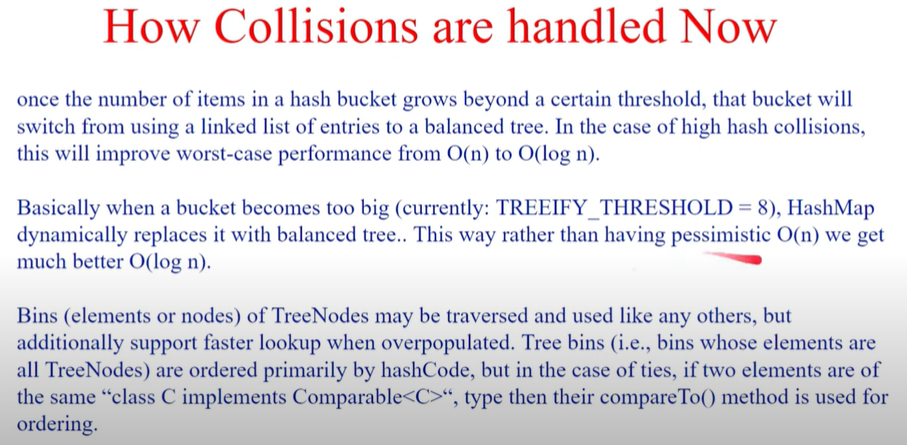 How Collisions are handled Now
once the number of items in a hash bucket grows beyond a certain threshold, that bucket will
switch from using a linked list of entries to a balanced tree. In the case of high hash collisions,
this will improve worst-case performance from O(n) to O(log n).
Basically when a bucket becomes too big (currently: TREEIFY_THRESHOLD = 8), HashMap
dynamically replaces it with balanced tree.. This way rather than having pessimistic O(n) we get
much better O(log n).
Bins (elements or nodes) of TreeNodes may be traversed and used like any others, but
additionally support faster lookup when overpopulated. Tree bins (i.e., bins whose elements are
all TreeNodes) are ordered primarily by hashCode, but in the case of ties, if two elements are of
the same “class C implements Comparable<C>“, type then their compareTo() method is used for
ordering.